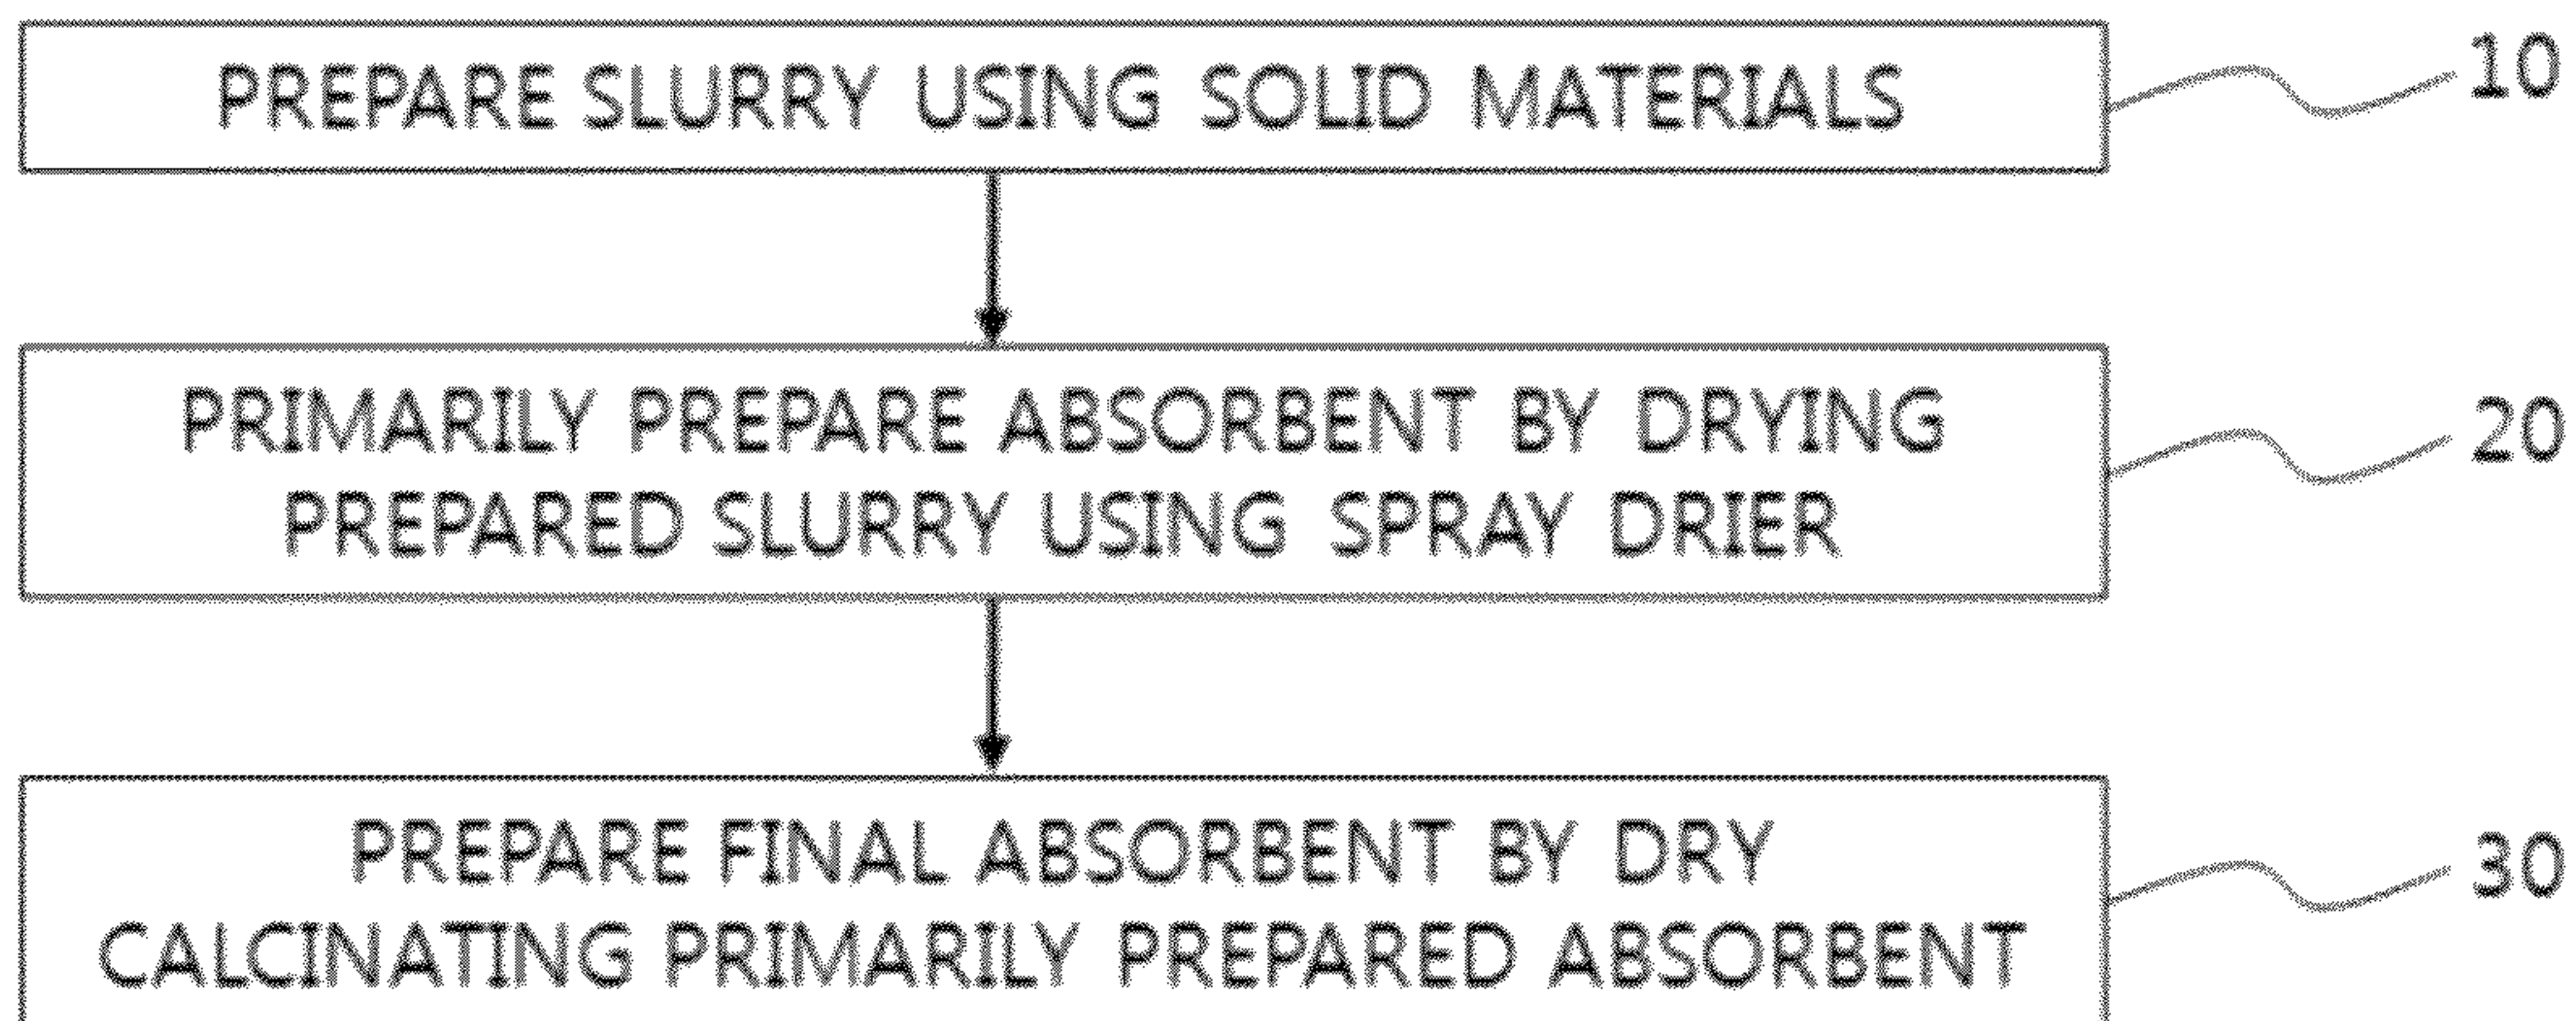 PREPARE SLURRY USING SOLID MATERIALS
10
PRIMARILY PREPARE ABSORBENT BY DRYING
PREPARED SLURRY USING SPRAY DRIER
20
PREPARE FINAL ABSORBENT BY DRY
CALCINATING PRIMARILY PREPARED ABSORBENT
30